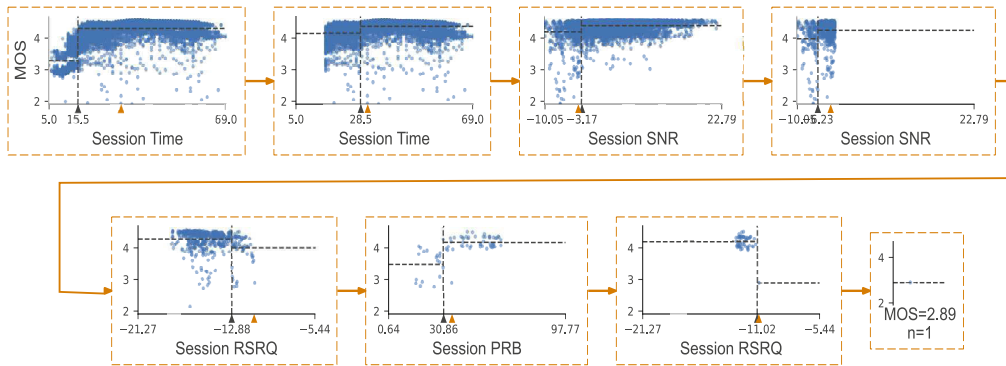 MOS
4
3
2
5.0 15.5 69.0
Session Time
4
3
2
5.0 28.5 69.0
Session Time
4
3
2
−10.05 −3.17 22.79
Session SNR
4
3
2
22.79
Session SNR
4
3
2
−21.27 −12.88 −5.44
Session RSRQ
4
3
2
0.64 30.86 97.77
Session PRB
4
3
2
−21.27 −11.02 −5.44
Session RSRQ
4
2
MOS=2.89
n=1